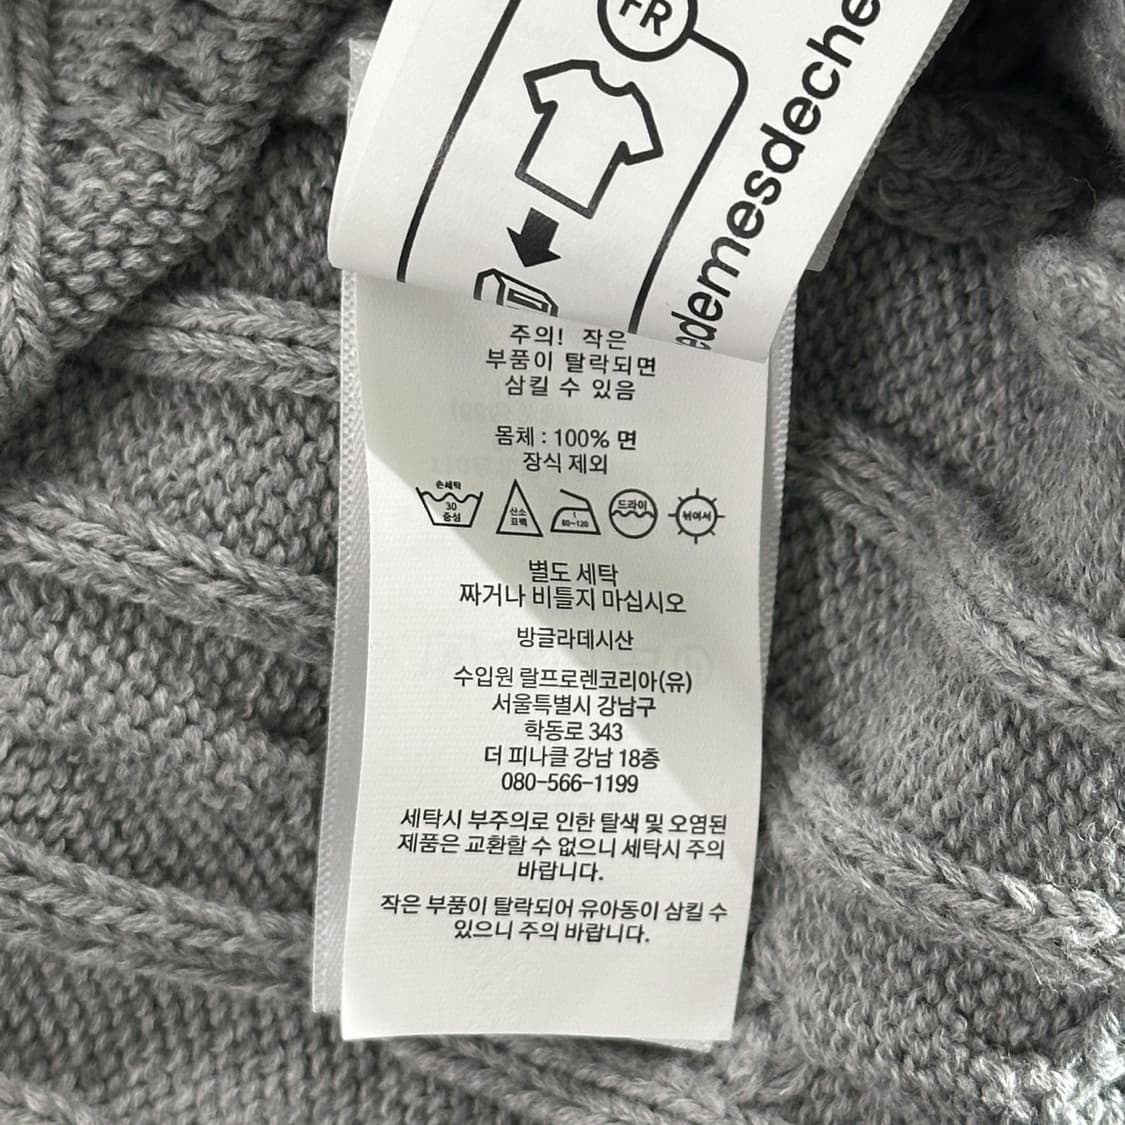 FR
edemesdeche
주의! 작은
부품이 탈락되면
삼킬 수 있음
몸체 : 100% 면
장식 제외
손세탁
30
중성
산소
표백
1
80~120
드라이
뉘어서
별도 세탁
짜거나 비틀지 마십시오
방글라데시산
수입원 랄프로렌코리아(유)
서울특별시 강남구
학동로 343
더 피나클 강남 18층
080-566-1199
세탁시 부주의로 인한 탈색 및 오염된
제품은 교환할 수 없으니 세탁시 주의
바랍니다.
작은 부품이 탈락되어 유아동이 삼킬 수
있으니 주의 바랍니다.